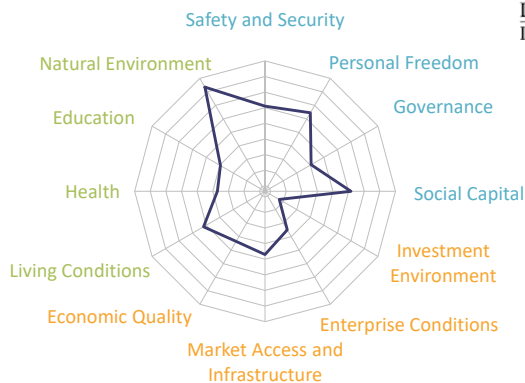 Safety and Security
Natural Environment
Personal Freedom
Education
Governance
Health
Social Capital
Living Conditions
Investment
Environment
Economic Quality
Enterprise Conditions
Market Access and
Infrastructure